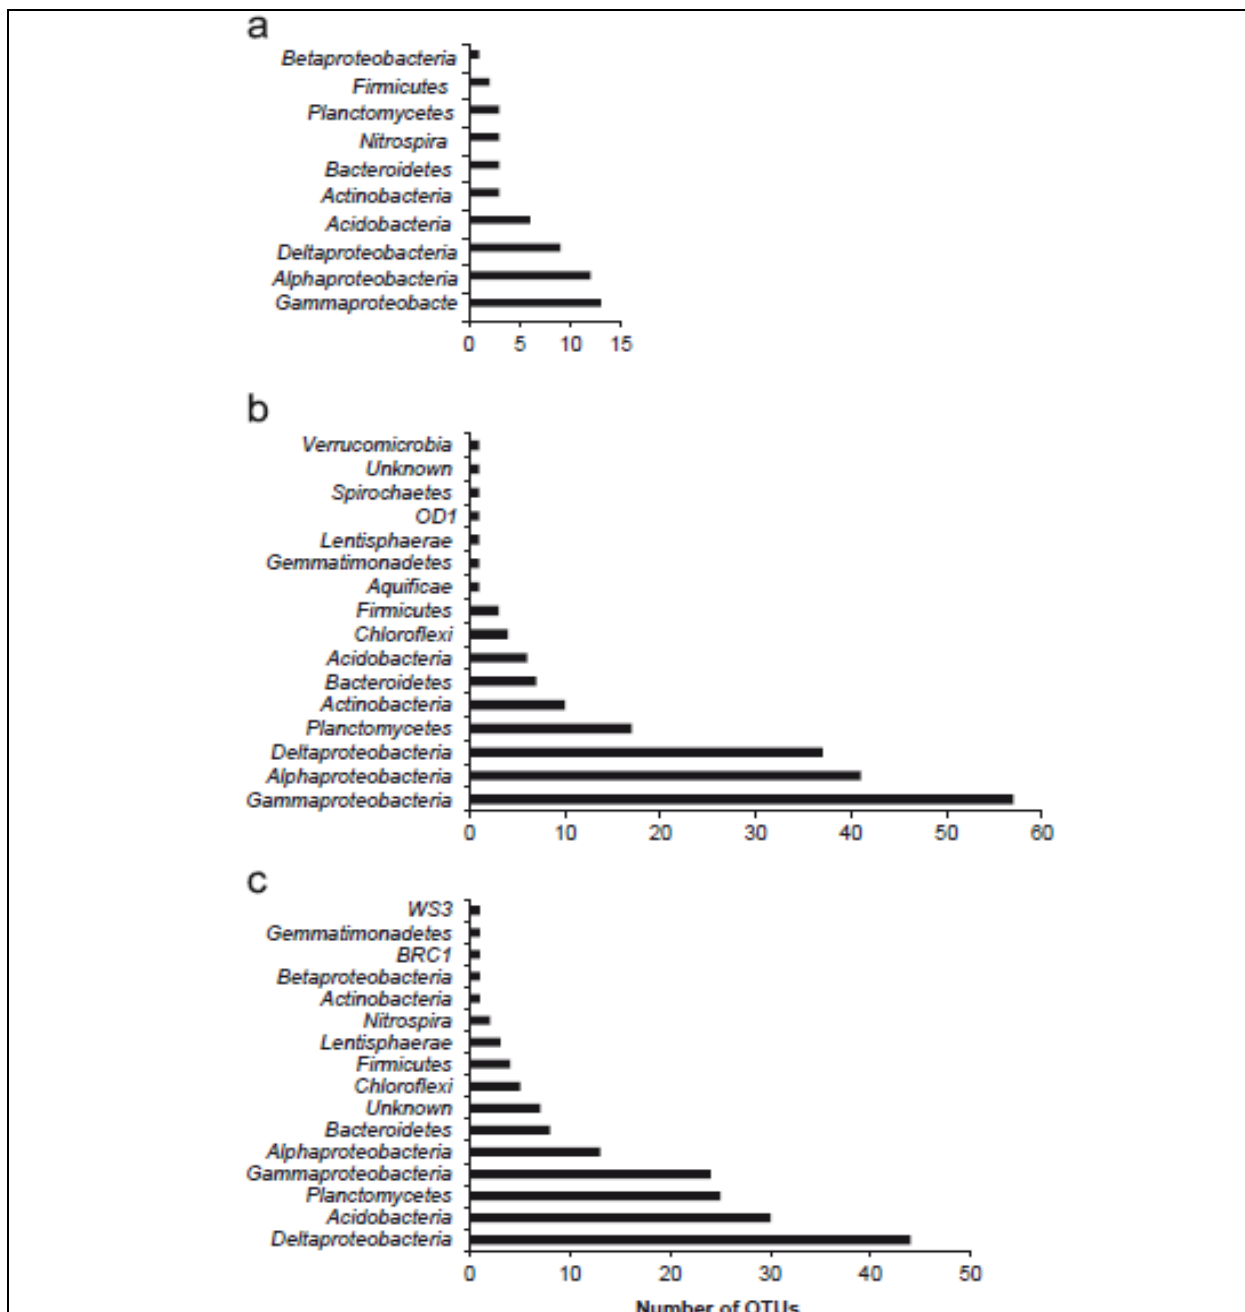 a
Betaproteobacteria
Firmicutes
Planctomycetes
Nitrospira
Bacteroidetes
Actinobacteria
Acidobacteria
Deltaproteobacteria
Alphaproteobacteria
Gammaproteobacte
0 5 10 15
b
Verrucomicrobia
Unknown
Spirochaetes
OD1
Lentisphaerae
Gemmatimonadetes
Aquificae
Firmicutes
Chloroflexi
Acidobacteria
Bacteroidetes
Actinobacteria
Planctomycetes
Deltaproteobacteria
Alphaproteobacteria
Gammaproteobacteria
0 10 20 30 40 50 60
c
WS3
Gemmatimonadetes
BRC1
Betaproteobacteria
Actinobacteria
Nitrospira
Lentisphaerae
Firmicutes
Chloroflexi
Unknown
Bacteroidetes
Alphaproteobacteria
Gammaproteobacteria
Planctomycetes
Acidobacteria
Deltaproteobacteria
0 10 20 30 40 50
Number of OTUs